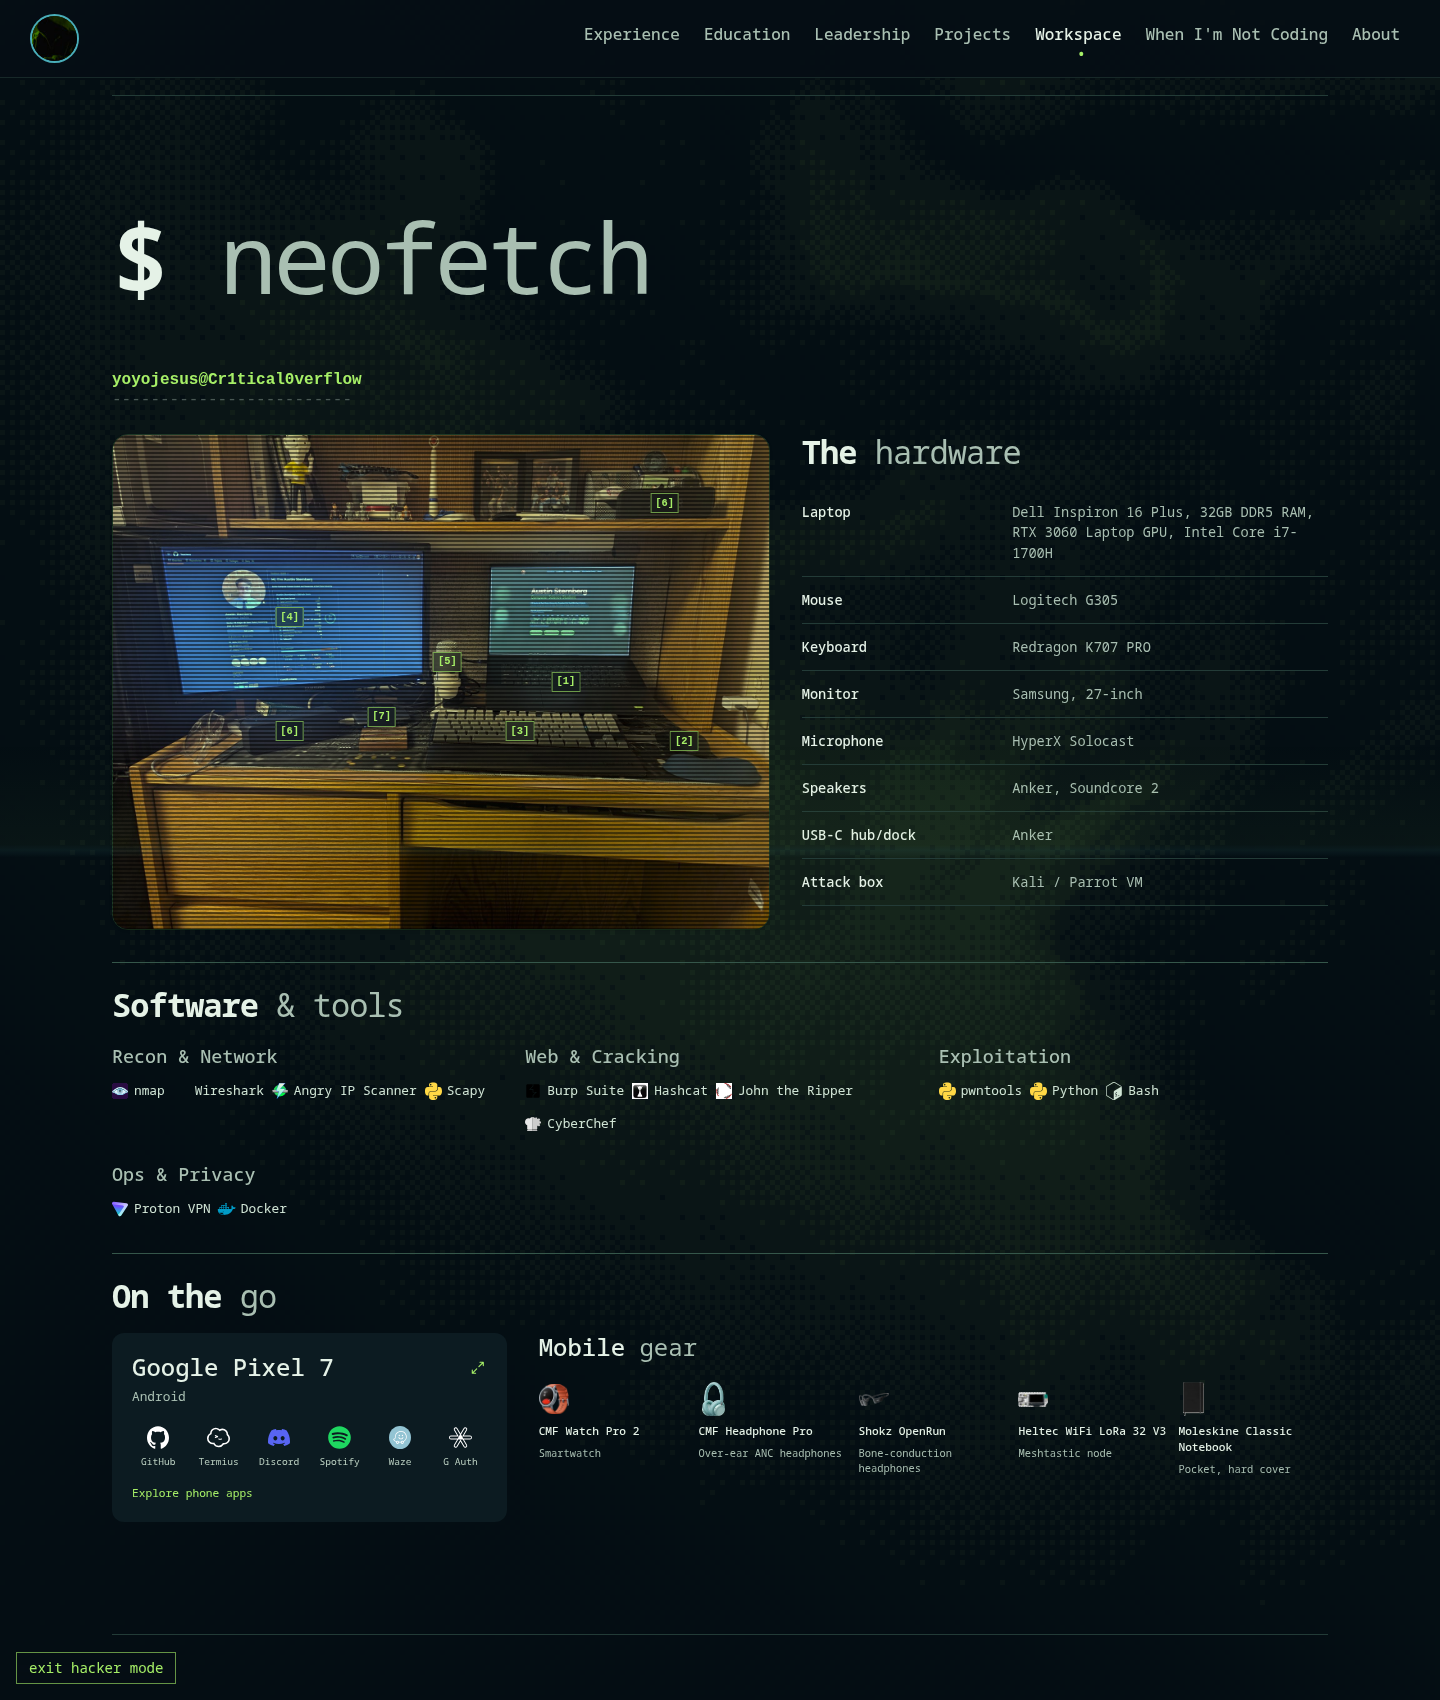 Experience Education Leadership Projects Workspace When I'm Not Coding About
$ neofetch
yoyojesus@Cr1tical0verflow
------------------------
[6]
[4]
Austin Sternberg
[5]
[1]
[7]
[6]
[3]
[2]
The hardware
Laptop Dell Inspiron 16 Plus, 32GB DDR5 RAM,
RTX 3060 Laptop GPU, Intel Core i7-
1700H
Mouse Logitech G305
Keyboard Redragon K707 PRO
Monitor Samsung, 27-inch
Microphone HyperX Solocast
Speakers Anker, Soundcore 2
USB-C hub/dock Anker
Attack box Kali / Parrot VM
Software & tools
Recon & Network
nmap Wireshark Angry IP Scanner Scapy
Web & Cracking
Burp Suite Hashcat John the Ripper
CyberChef
Exploitation
pwntools Python Bash
Ops & Privacy
Proton VPN Docker
On the go
Google Pixel 7
Android
GitHub Termius Discord Spotify Waze G Auth
Explore phone apps
Mobile gear
CMF Watch Pro 2
Smartwatch
CMF Headphone Pro
Over-ear ANC headphones
Shokz OpenRun
Bone-conduction
headphones
Heltec WiFi LoRa 32 V3
Meshtastic node
Moleskine Classic
Notebook
Pocket, hard cover
exit hacker mode